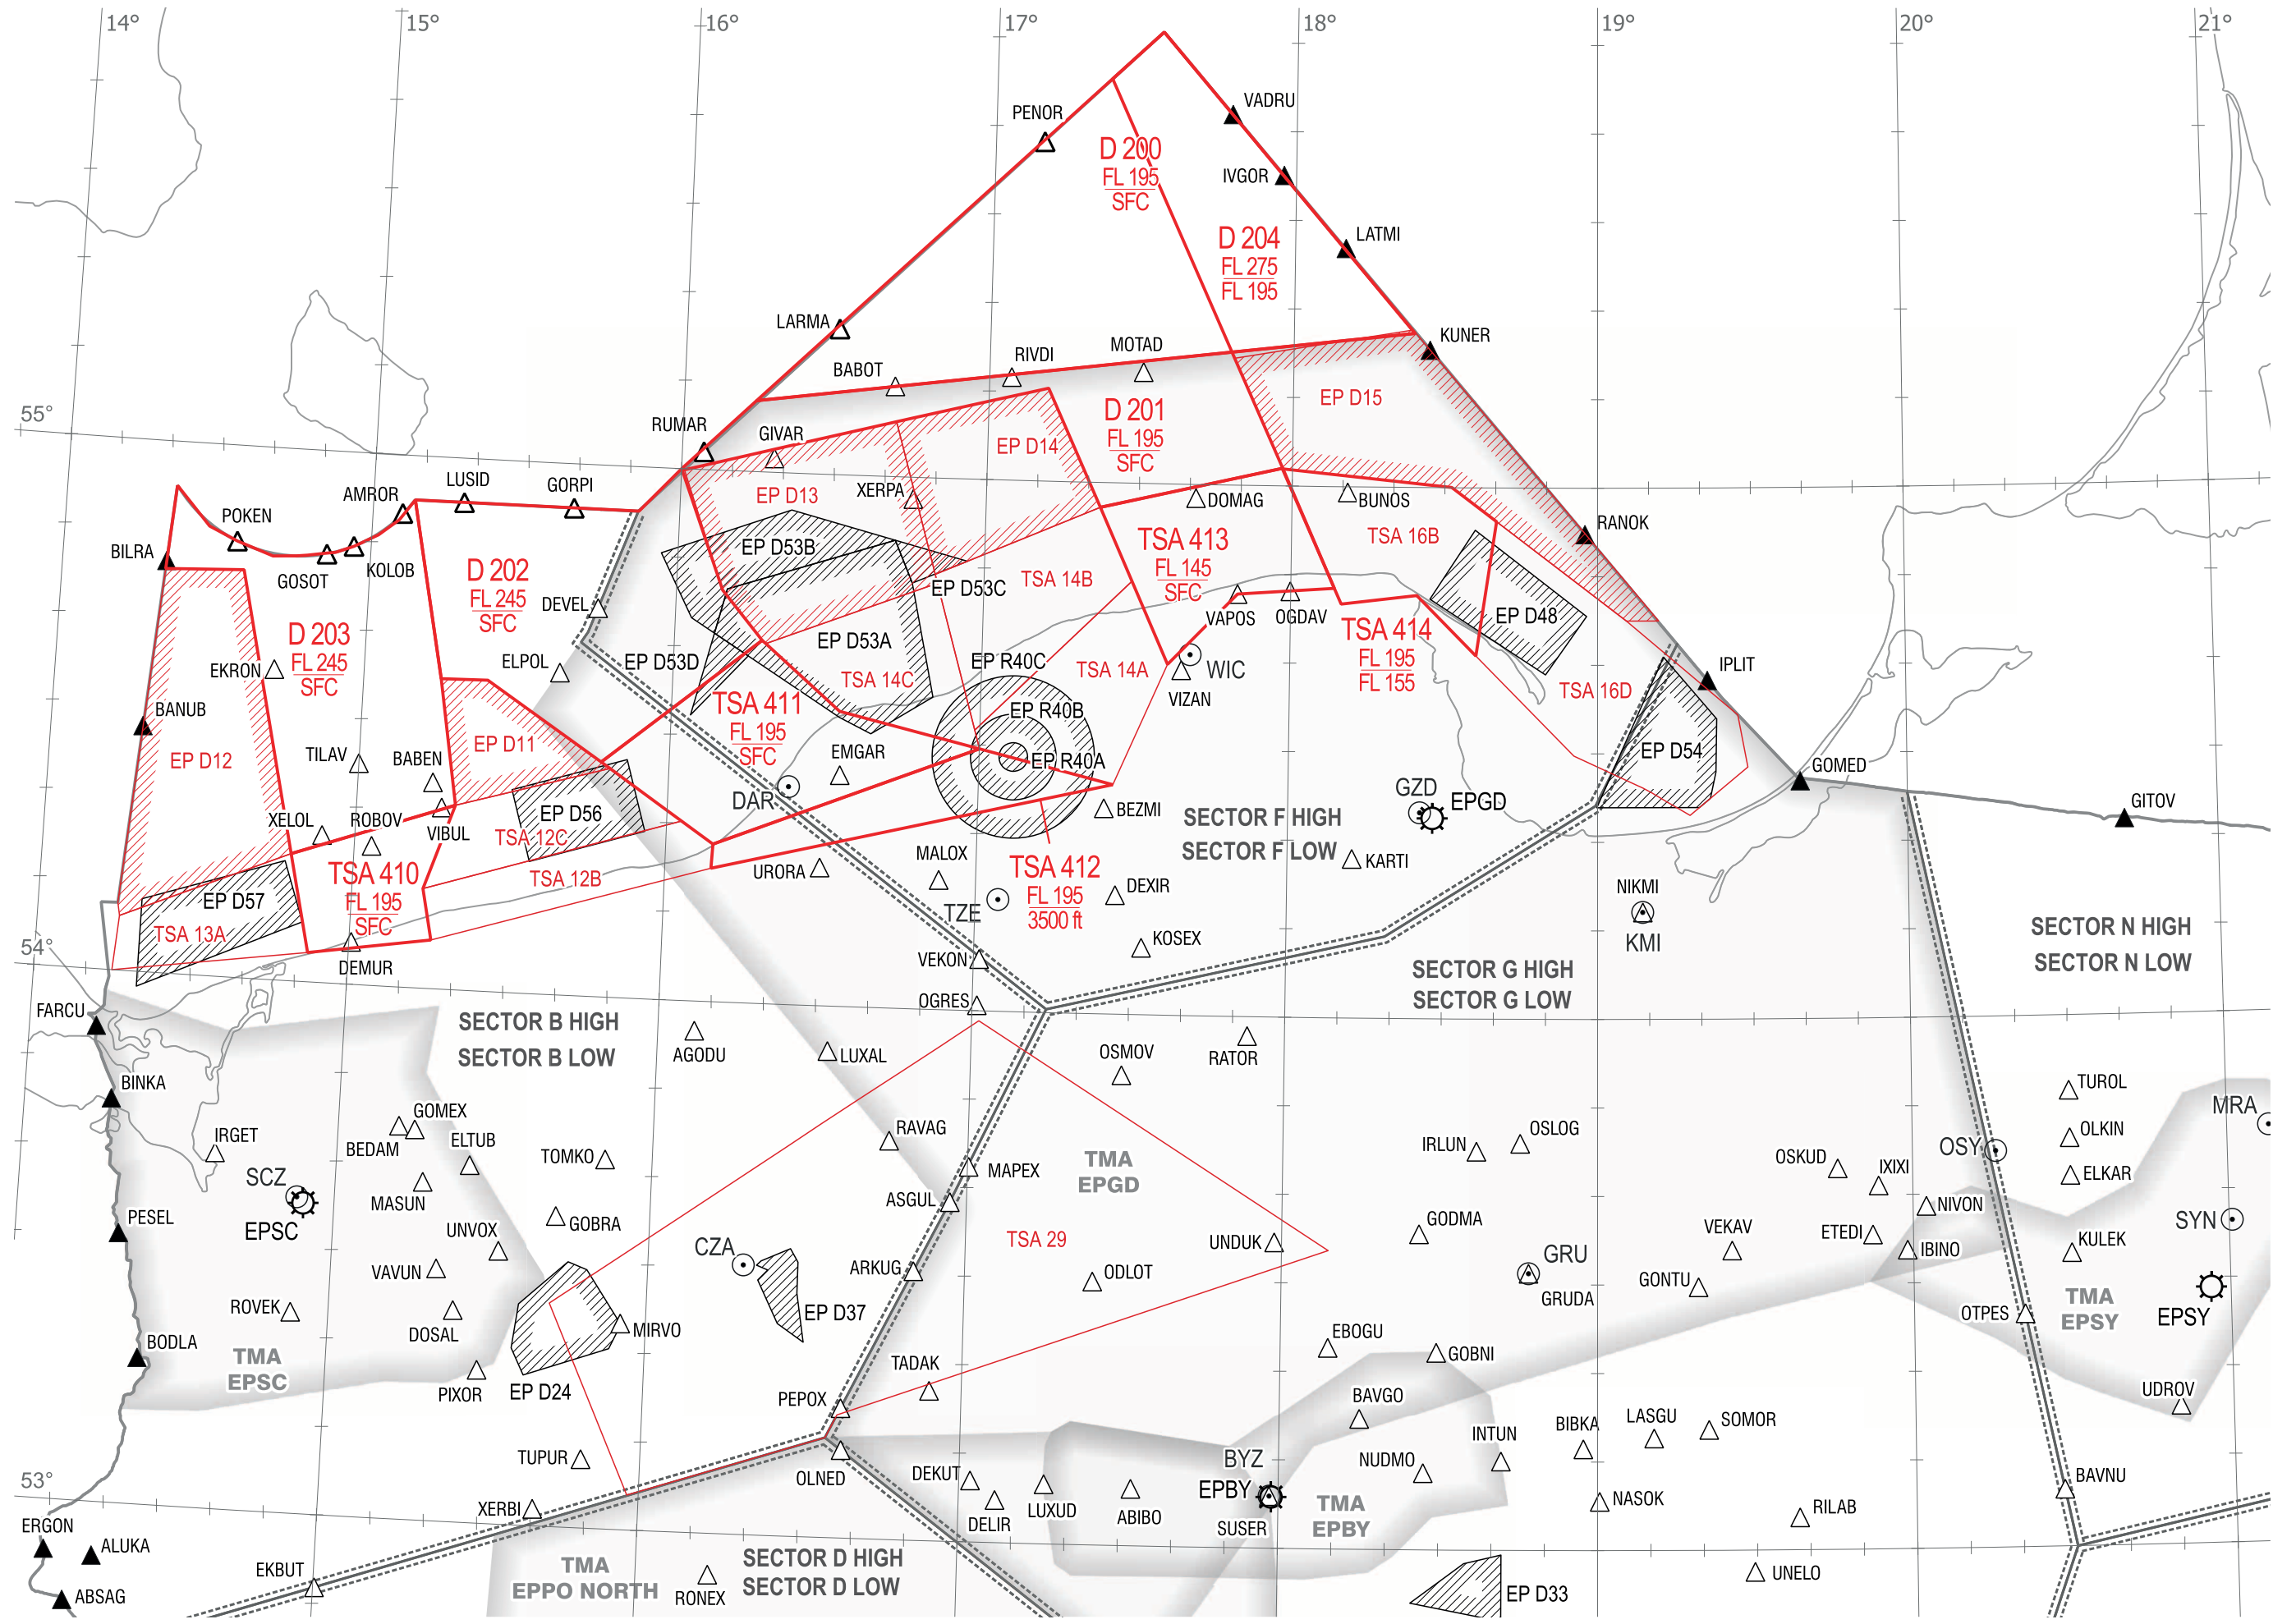 14°
15°
16°
17°
18°
19°
20°
21°
PENOR
VADRU
D 200
FL 195
SFC
IVGOR
LATMI
D 204
FL 275
FL 195
LARMA
KUNER
MOTAD
RIVDI
BABOT
EP D15
55°
D 201
FL 195
SFC
RUMAR
GIVAR
EP D14
LUSID
GORPI
AMROR
EP D13
XERPA
DOMAG
BUNOS
POKEN
RANOK
TSA 16B
BILRA
GOSOT
KOLOB
EP D53B
TSA 413
FL 145
SFC
D 202
FL 245
SFC
TSA 14B
EP D53C
DEVEL
VAPOS
OGDAV
EP D48
D 203
FL 245
SFC
EP D53A
TSA 414
FL 195
FL 155
EKRON
ELPOL
EP D53D
EP R40C
TSA 14A
WIC
IPLIT
TSA 14C
VIZAN
TSA 16D
BANUB
TSA 411
FL 195
SFC
EP R40B
EP D12
EP D11
TILAV
BABEN
EMGAR
EP R40A
EP D54
GOMED
DAR
GZD
EPGD
GITOV
XELOL
ROBOV
VIBUL
EP D56
TSA 12C
BEZMI
SECTOR F HIGH
SECTOR F LOW
TSA 410
FL 195
SFC
TSA 12B
URORA
MALOX
TSA 412
FL 195
3500 ft
KARTI
DEXIR
NIKMI
KMI
EP D57
TSA 13A
TZE
SECTOR N HIGH
SECTOR N LOW
54°
DEMUR
VEKON
KOSEX
SECTOR G HIGH
SECTOR G LOW
FARCU
OGRES
SECTOR B HIGH
SECTOR B LOW
AGODU
LUXAL
OSMOV
RATOR
BINKA
TUROL
GOMEX
BEDAM
ELTUB
IRGET
RAVAG
IRLUN
OSLOG
OLKIN
MRA
TOMKO
MAPEX
TMA
EPGD
OSKUD
IXIXI
OSY
ELKAR
SCZ
EPSC
MASUN
ASGUL
PESEL
UNVOX
GOBRA
TSA 29
UNDUK
GODMA
VEKAV
ETEDI
NIVON
IBINO
KULEK
SYN
CZA
VAVUN
ARKUG
ODLOT
GRU
GRUDA
GONTU
ROVEK
DOSAL
MIRVO
EP D37
OTPES
TMA
EPSY
EPSY
BODLA
TMA
EPSC
EBOGU
GOBNI
PIXOR
EP D24
TADAK
PEPOX
BAVGO
UDROV
BIBKA
LASGU
SOMOR
INTUN
TUPUR
OLNED
DEKUT
BYZ
EPBY
SUSER
NUDMO
BAVNU
53°
XERBI
DELIR
LUXUD
ABIBO
TMA
EPBY
NASOK
RILAB
ERGON
ALUKA
ABSAG
EKBUT
TMA
EPPO NORTH
RONEX
SECTOR D HIGH
SECTOR D LOW
EP D33
UNELO